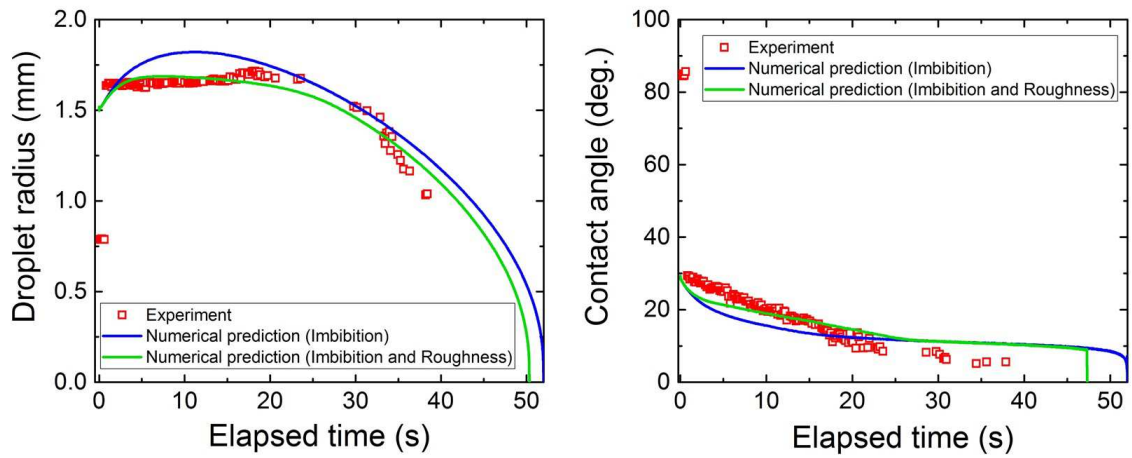 Droplet radius (mm)
2.0
1.5
1.0
0.5
0.0
Experiment
Numerical prediction (Imbibition)
Numerical prediction (Imbibition and Roughness)
0 10 20 30 40 50
Elapsed time (s)
Contact angle (deg.)
100
80
60
40
20
0
Experiment
Numerical prediction (Imbibition)
Numerical prediction (Imbibition and Roughness)
0 10 20 30 40 50
Elapsed time (s)